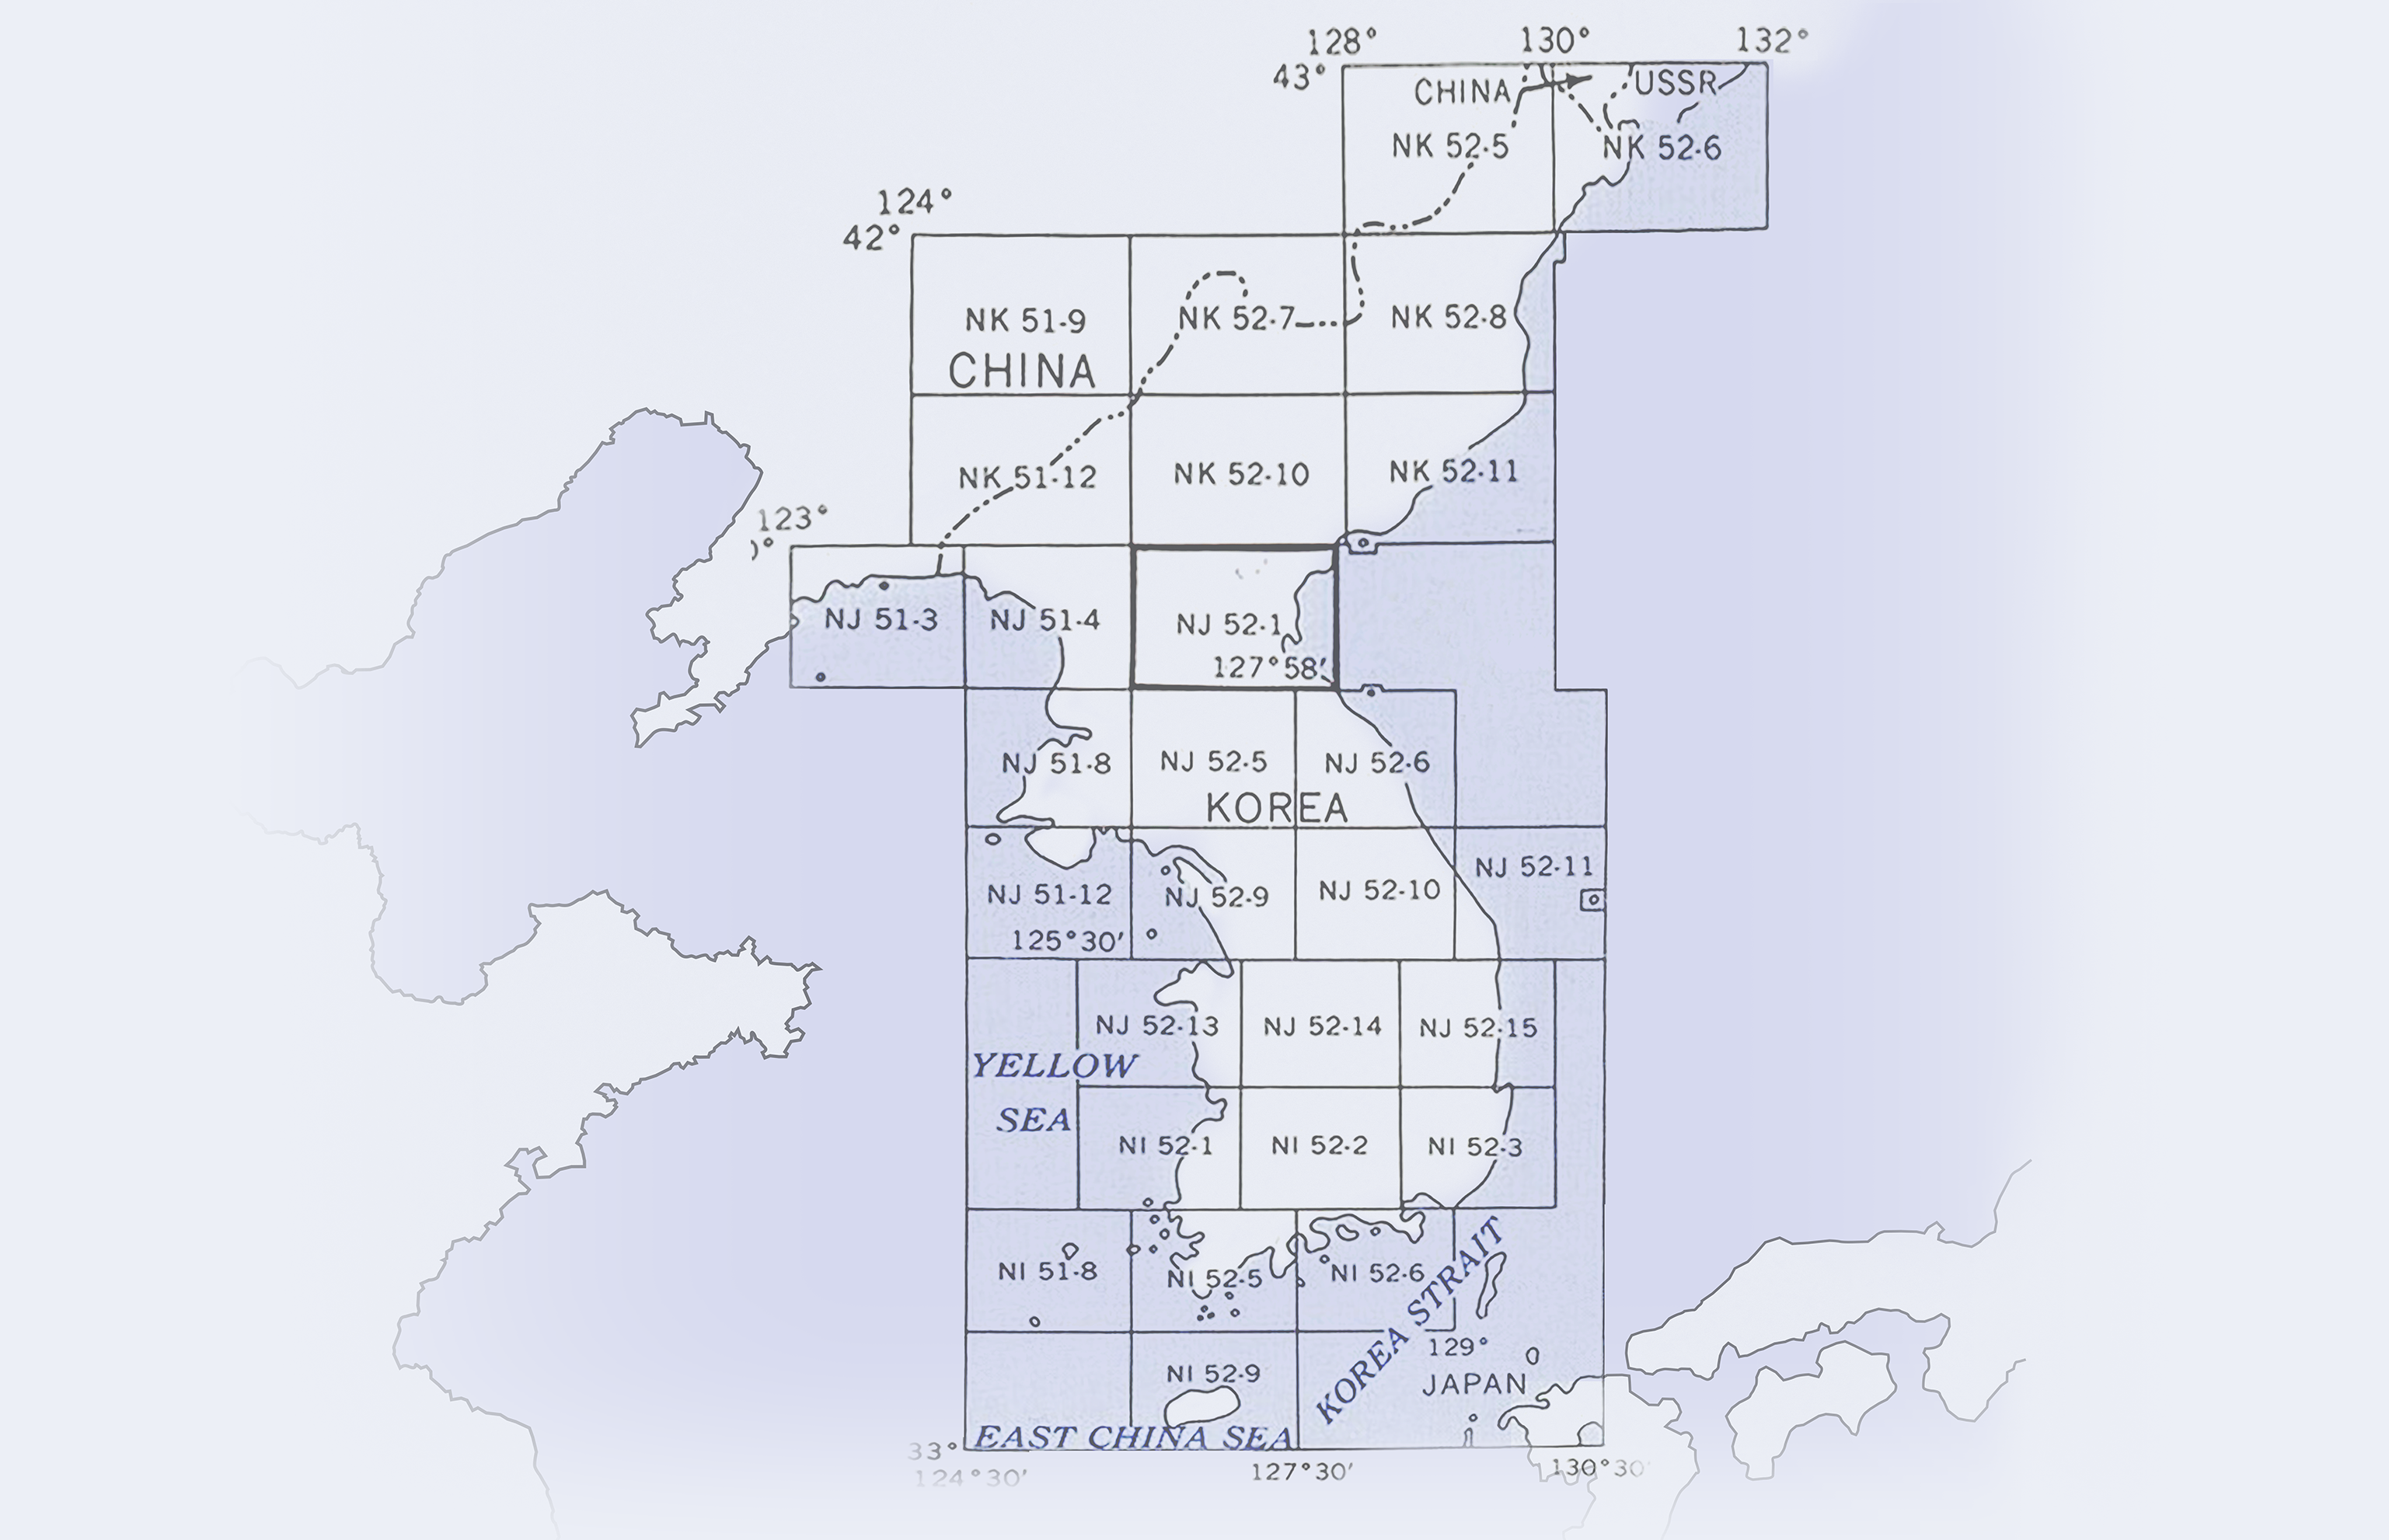 128° 130° 132°
43° CHINA USSR
NK 52·5 NK 52·6
124°
42°
NK 51·9 NK 52·7 NK 52·8
CHINA
NK 51·12 NK 52·10 NK 52·11
123°
NJ 51·3 NJ 51·4 NJ 52·1
127°58'
NJ 51·8 NJ 52·5 NJ 52·6
KOREA
NJ 52·11
NJ 51·12 NJ 52·9 NJ 52·10
125°30'
NJ 52·13 NJ 52·14 NJ 52·15
YELLOW
SEA
NI 52·1 NI 52·2 NI 52·3
NI 51·8 NI 52·5 NI 52·6
KOREA STRAIT
129°
NI 52·9
JAPAN
EAST CHINA SEA
33°
124°30' 127°30' 130°30'